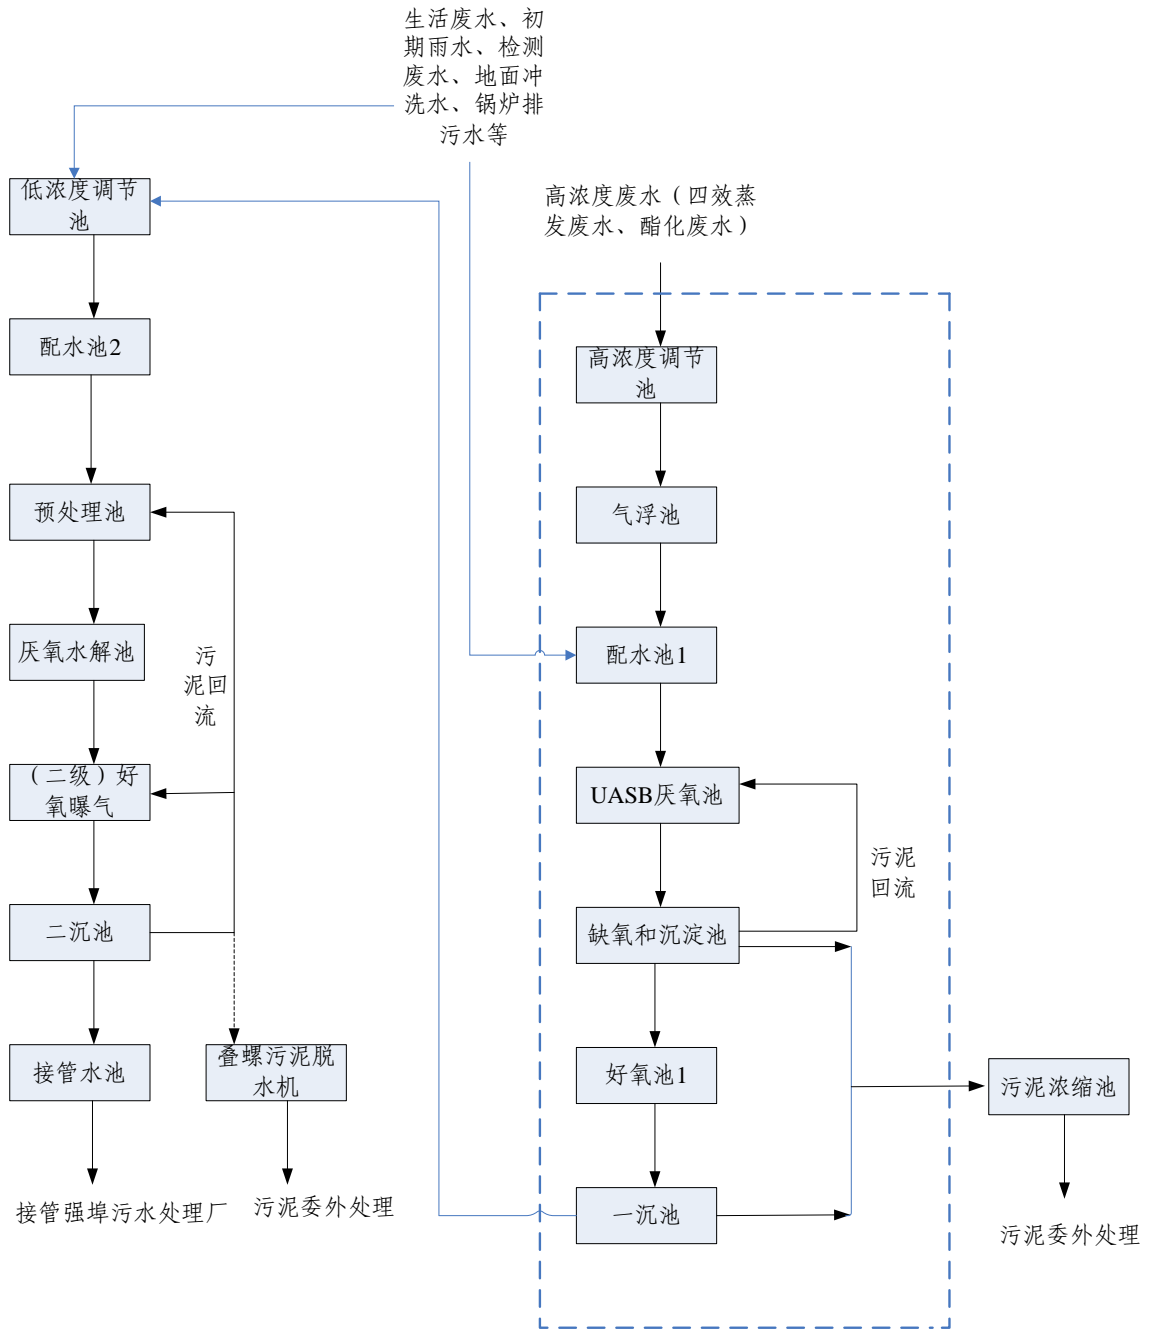 生活废水、初
期雨水、检测
废水、地面冲
洗水、锅炉排
污水等
低浓度调节
池
高浓度废水（四效蒸
发废水、酯化废水）
配水池2
高浓度调节
池
预处理池
气浮池
厌氧水解池
污
泥回
流
配水池1
（二级）好
氧曝气
UASB厌氧池
污泥
回流
二沉池
缺氧和沉淀池
接管水池
叠螺污泥脱
水机
好氧池1
污泥浓缩池
接管强埠污水处理厂
污泥委外处理
一沉池
污泥委外处理